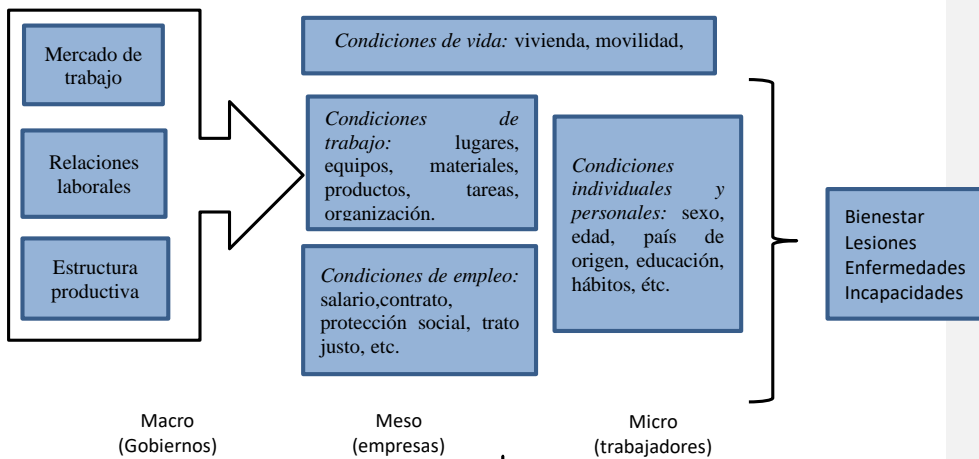 Mercado de
trabajo
Relaciones
laborales
Estructura
productiva
Condiciones de vida: vivienda, movilidad,
Condiciones de
trabajo: lugares,
equipos, materiales,
productos, tareas,
organización.
Condiciones de empleo:
salario,contrato,
protección social, trato
justo, etc.
Condiciones
individuales y
personales: sexo,
edad, país de
origen, educación,
hábitos, étc.
Bienestar
Lesiones
Enfermedades
Incapacidades
Macro
(Gobiernos)
Meso
(empresas)
Micro
(trabajadores)